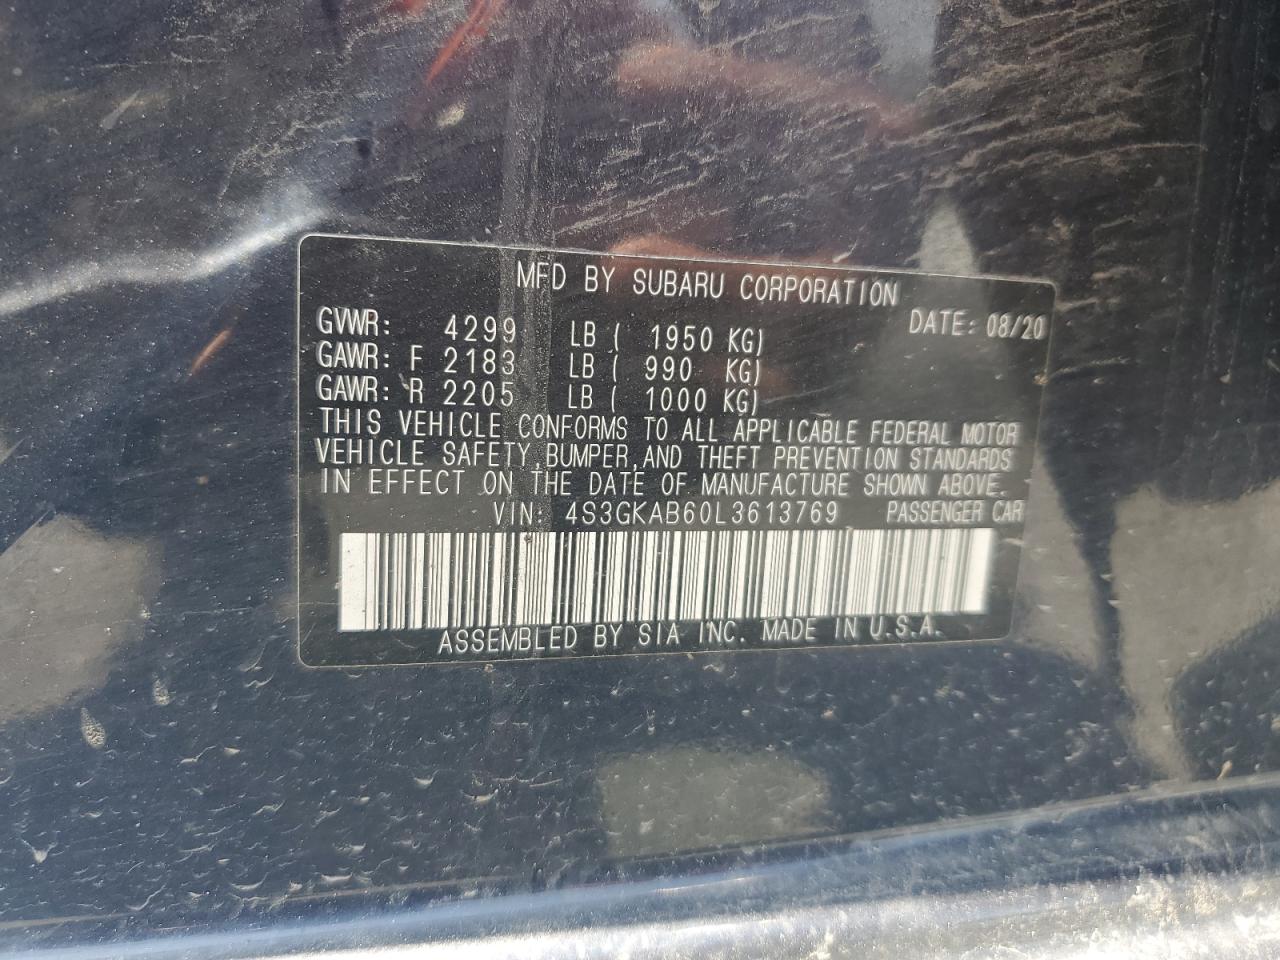 MFD BY SUBARU CORPORATION
GVWR: 4299 LB ( 1950 KG) DATE: 08/20
GAWR: F 2183 LB ( 990 KG)
GAWR: R 2205 LB ( 1000 KG)
THIS VEHICLE CONFORMS TO ALL APPLICABLE FEDERAL MOTOR
VEHICLE SAFETY,BUMPER,AND THEFT PREVENTION STANDARDS
IN EFFECT ON THE DATE OF MANUFACTURE SHOWN ABOVE.
VIN: 4S3GKAB60L3613769 PASSENGER CAR
ASSEMBLED BY SIA INC. MADE IN U.S.A.